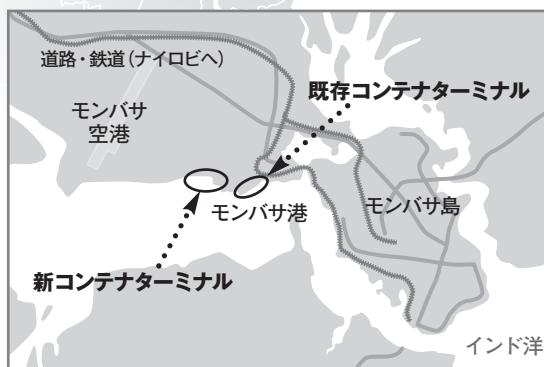 道路・鉄道(ナイロビへ)
既存コンテナターミナル
モンバサ
空港
モンバサ港
モンバサ島
新コンテナターミナル
インド洋